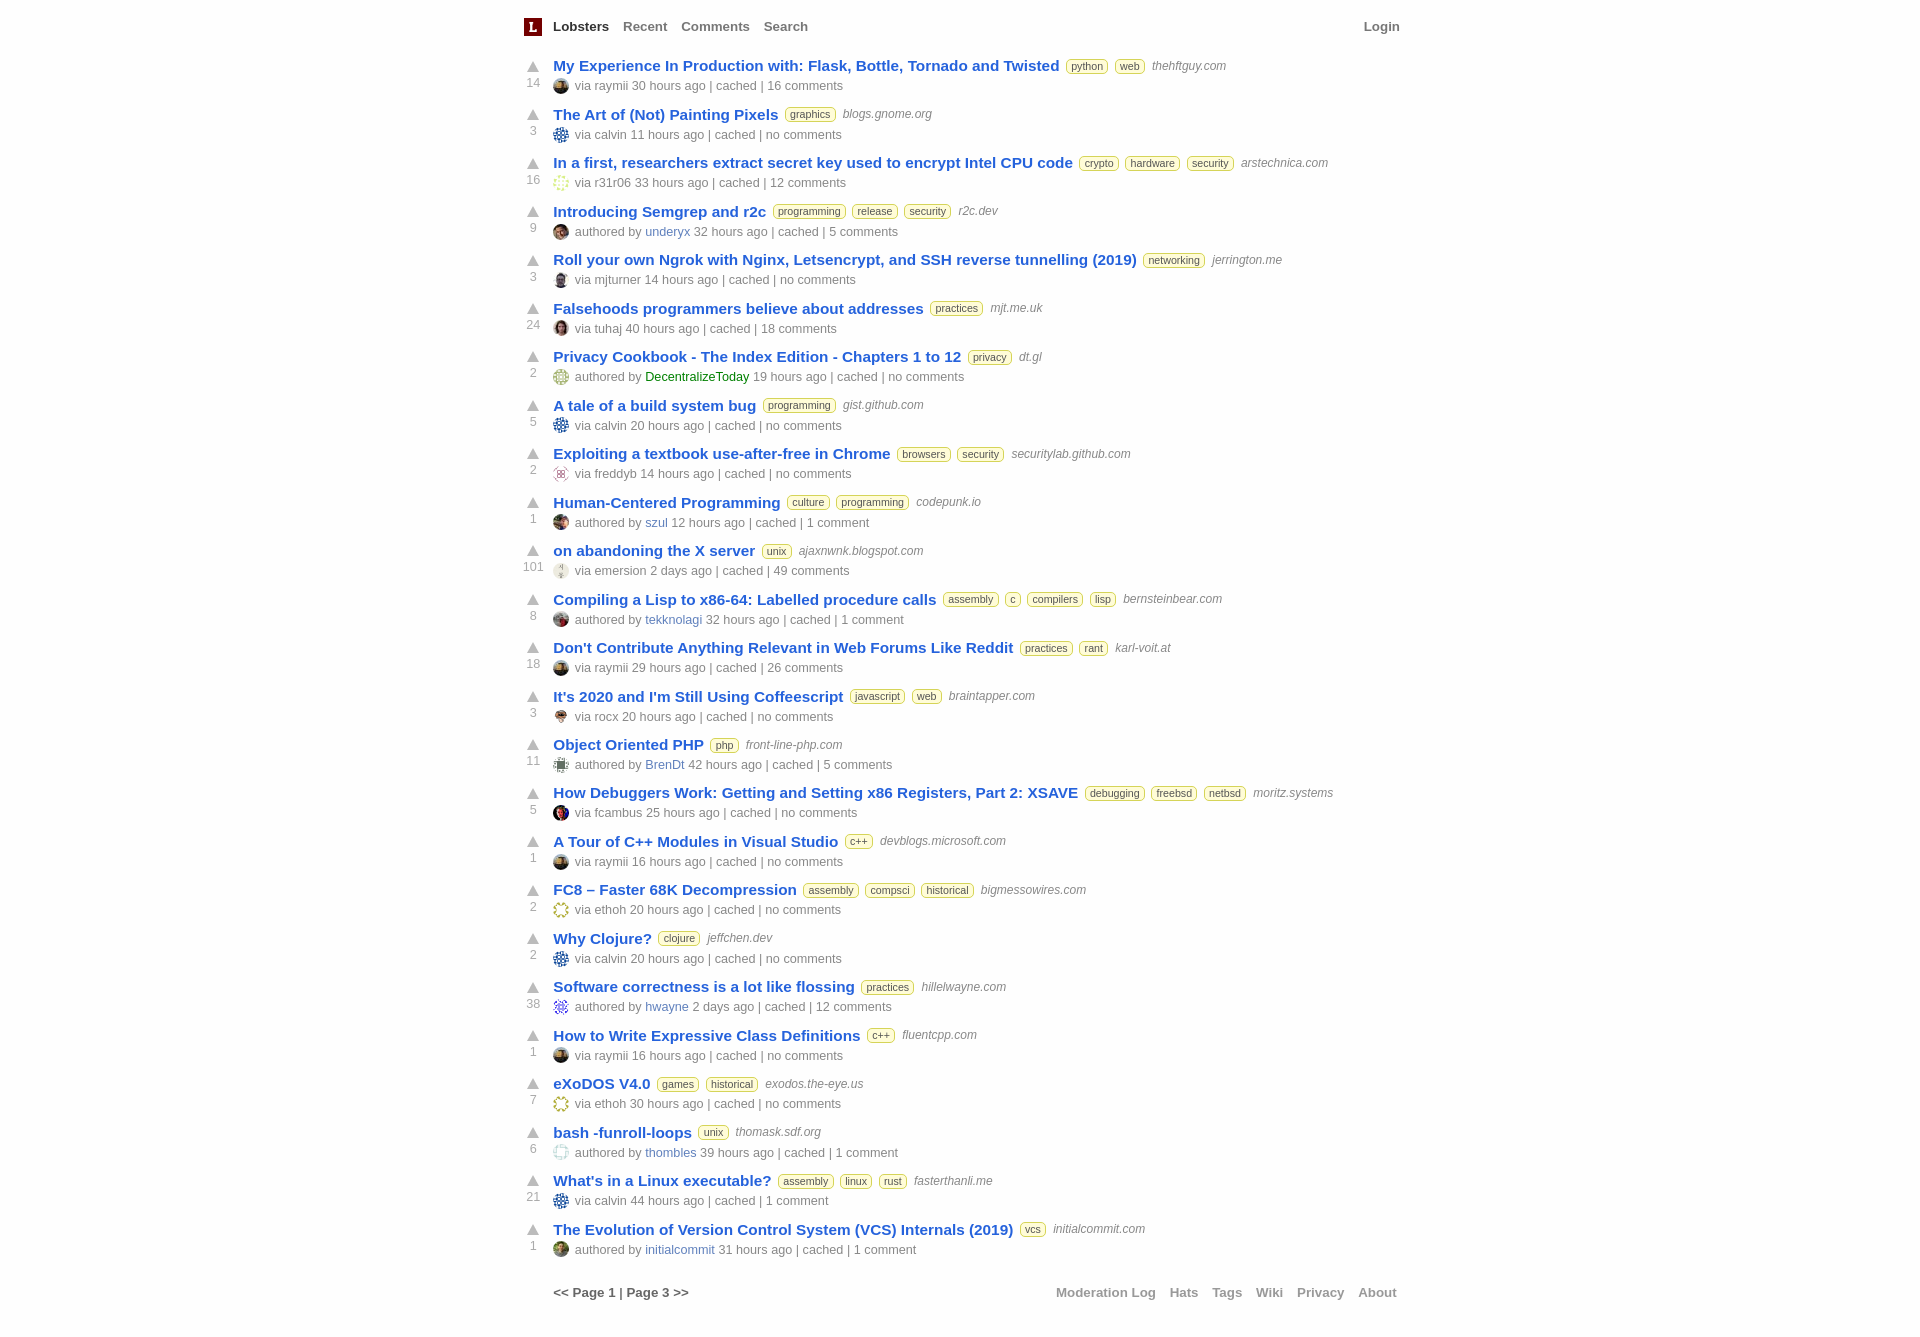 L Lobsters Recent Comments Search Login
My Experience In Production with: Flask, Bottle, Tornado and Twisted python web thehftguy.com
14 via raymii 30 hours ago | cached | 16 comments
The Art of (Not) Painting Pixels graphics blogs.gnome.org
3 via calvin 11 hours ago | cached | no comments
In a first, researchers extract secret key used to encrypt Intel CPU code crypto hardware security arstechnica.com
16 via r31r06 33 hours ago | cached | 12 comments
Introducing Semgrep and r2c programming release security r2c.dev
9 authored by underyx 32 hours ago | cached | 5 comments
Roll your own Ngrok with Nginx, Letsencrypt, and SSH reverse tunnelling (2019) networking jerrington.me
3 via mjturner 14 hours ago | cached | no comments
Falsehoods programmers believe about addresses practices mjt.me.uk
24 via tuhaj 40 hours ago | cached | 18 comments
Privacy Cookbook - The Index Edition - Chapters 1 to 12 privacy dt.gl
2 authored by DecentralizeToday 19 hours ago | cached | no comments
A tale of a build system bug programming gist.github.com
5 via calvin 20 hours ago | cached | no comments
Exploiting a textbook use-after-free in Chrome browsers security securitylab.github.com
2 via freddyb 14 hours ago | cached | no comments
Human-Centered Programming culture programming codepunk.io
1 authored by szul 12 hours ago | cached | 1 comment
on abandoning the X server unix ajaxnwnk.blogspot.com
101 via emersion 2 days ago | cached | 49 comments
Compiling a Lisp to x86-64: Labelled procedure calls assembly c compilers lisp bernsteinbear.com
8 authored by tekknolagi 32 hours ago | cached | 1 comment
Don't Contribute Anything Relevant in Web Forums Like Reddit practices rant karl-voit.at
18 via raymii 29 hours ago | cached | 26 comments
It's 2020 and I'm Still Using Coffeescript javascript web braintapper.com
3 via rocx 20 hours ago | cached | no comments
Object Oriented PHP php front-line-php.com
11 authored by BrenDt 42 hours ago | cached | 5 comments
How Debuggers Work: Getting and Setting x86 Registers, Part 2: XSAVE debugging freebsd netbsd moritz.systems
5 via fcambus 25 hours ago | cached | no comments
A Tour of C++ Modules in Visual Studio c++ devblogs.microsoft.com
1 via raymii 16 hours ago | cached | no comments
FC8 – Faster 68K Decompression assembly compsci historical bigmessowires.com
2 via ethoh 20 hours ago | cached | no comments
Why Clojure? clojure jeffchen.dev
2 via calvin 20 hours ago | cached | no comments
Software correctness is a lot like flossing practices hillelwayne.com
38 authored by hwayne 2 days ago | cached | 12 comments
How to Write Expressive Class Definitions c++ fluentcpp.com
1 via raymii 16 hours ago | cached | no comments
eXoDOS V4.0 games historical exodos.the-eye.us
7 via ethoh 30 hours ago | cached | no comments
bash -funroll-loops unix thomask.sdf.org
6 authored by thombles 39 hours ago | cached | 1 comment
What's in a Linux executable? assembly linux rust fasterthanli.me
21 via calvin 44 hours ago | cached | 1 comment
The Evolution of Version Control System (VCS) Internals (2019) vcs initialcommit.com
1 authored by initialcommit 31 hours ago | cached | 1 comment
<< Page 1 | Page 3 >> Moderation Log Hats Tags Wiki Privacy About